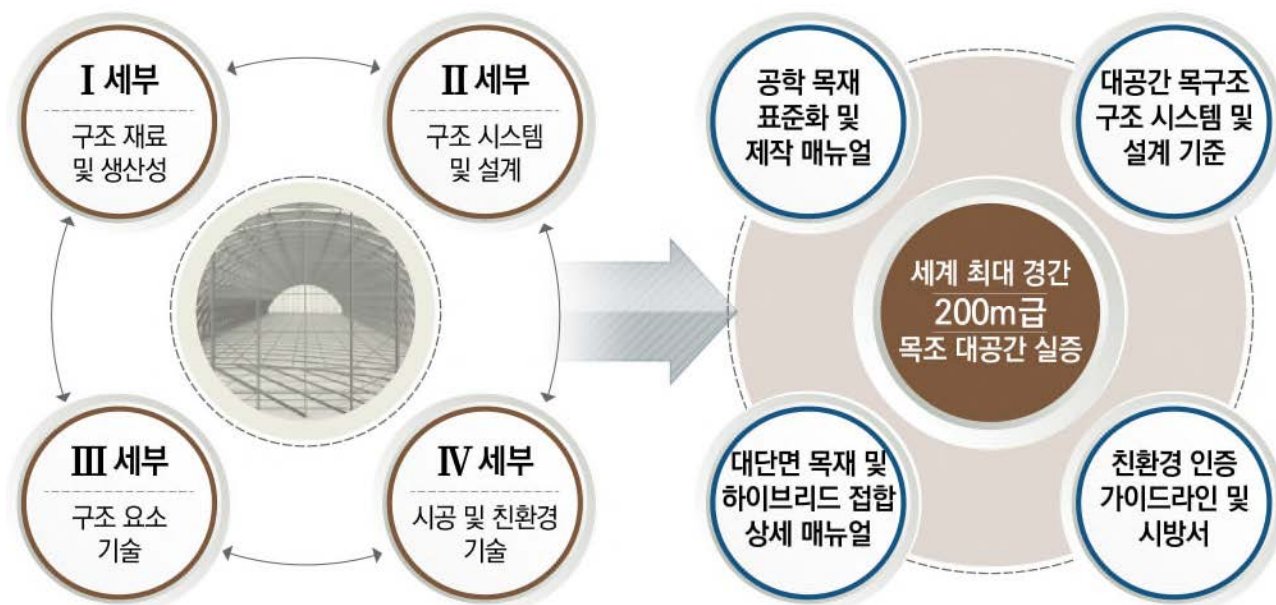 Ⅰ 세부
구조 재료
및 생산성
Ⅱ 세부
구조 시스템
및 설계
Ⅲ 세부
구조 요소
기술
Ⅳ 세부
시공 및 친환경
기술
공학 목재
표준화 및
제작 매뉴얼
대공간 목구조
구조 시스템 및
설계 기준
세계 최대 경간
200m급
목조 대공간 실증
대단면 목재 및
하이브리드 접합
상세 매뉴얼
친환경 인증
가이드라인 및
시방서